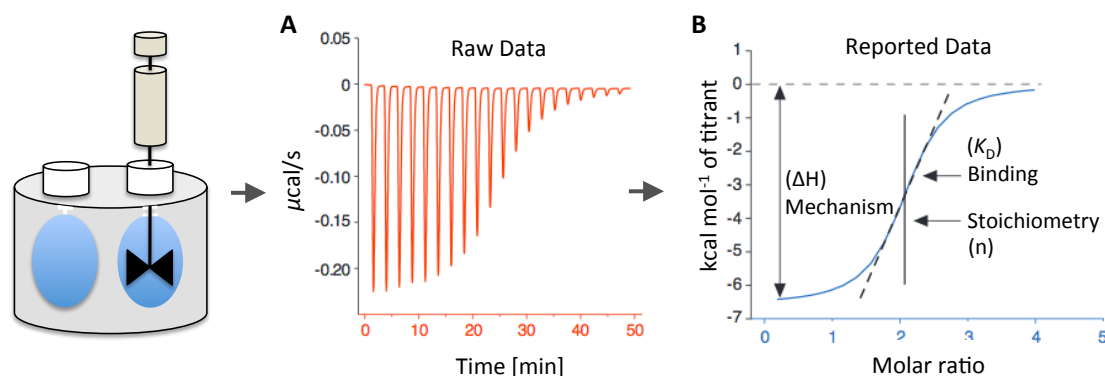 A
Raw Data
0.05
0
-0.05
-0.10
-0.15
-0.20
μcal/s
0
10
20
30
40
50
Time [min]
B
Reported Data
1
0
-1
-2
-3
-4
-5
-6
-7
kcal mol⁻¹ of titrant
(ΔH)
Mechanism
(K_D)
Binding
Stoichiometry
(n)
0
1
2
3
4
5
Molar ratio